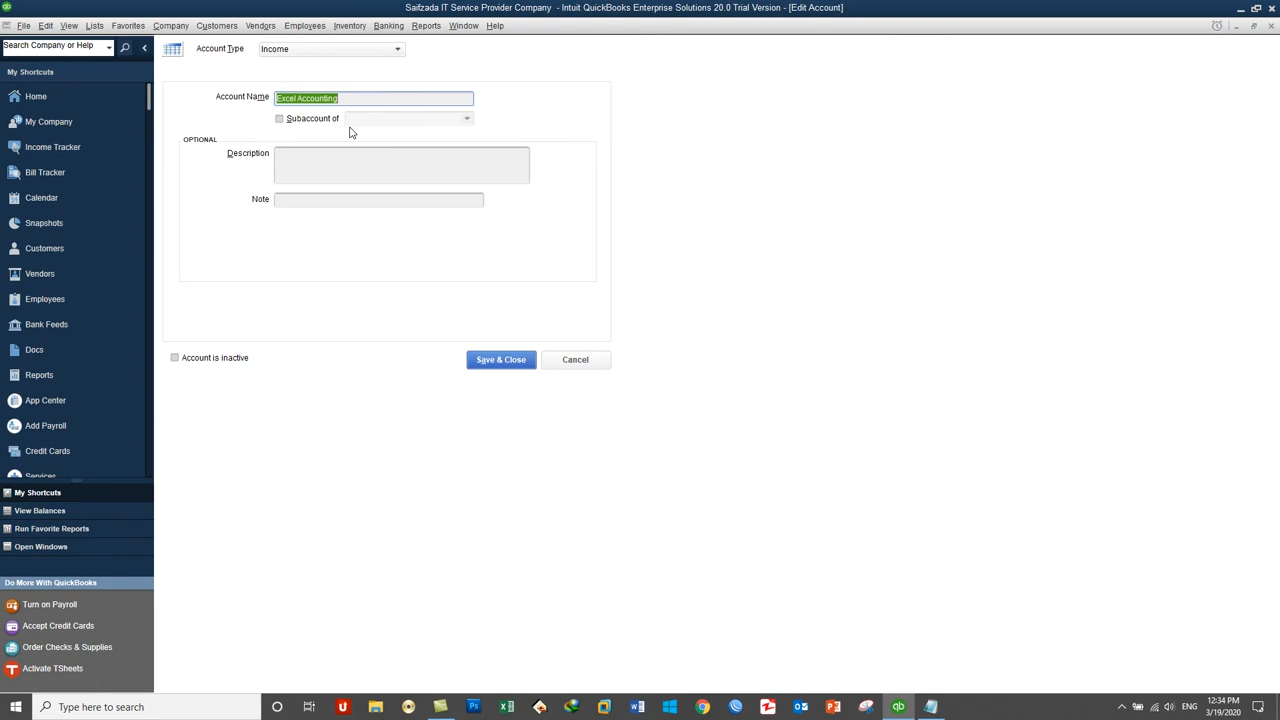 Saifzada IT Service Provider Company - Intuit QuickBooks Enterprise Solutions 20.0 Trial Version - [Edit Account]
File Edit View Lists Favorites Company Customers Vendors Employees Inventory Banking Reports Window Help
Search Company or Help
Account Type Income
My Shortcuts
Home
Account Name Excel Accounting
My Company
Subaccount of
OPTIONAL
Income Tracker
Description
Bill Tracker
Calendar
Note
Snapshots
Customers
Vendors
Employees
Bank Feeds
Docs
Account is inactive
Save & Close
Cancel
Reports
App Center
Add Payroll
Credit Cards
Services
My Shortcuts
View Balances
Run Favorite Reports
Open Windows
Do More With QuickBooks
Turn on Payroll
Accept Credit Cards
Order Checks & Supplies
Activate TSheets
Type here to search
12:34 PM
3/19/2020